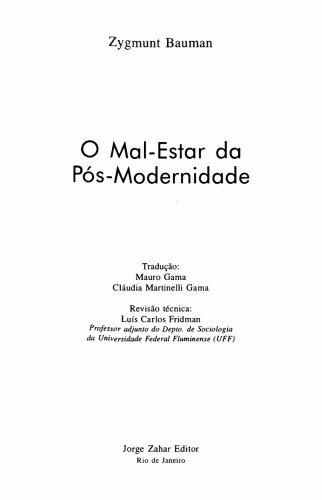 Zygmunt Bauman
O Mal-Estar da
Pós-Modernidade
Tradução:
Mauro Gama
Cláudia Martinelli Gama
Revisão técnica:
Luís Carlos Fridman
Professor adjunto do Depto. de Sociologia
da Universidade Federal Fluminense (UFF)
Jorge Zahar Editor
Rio de Janeiro